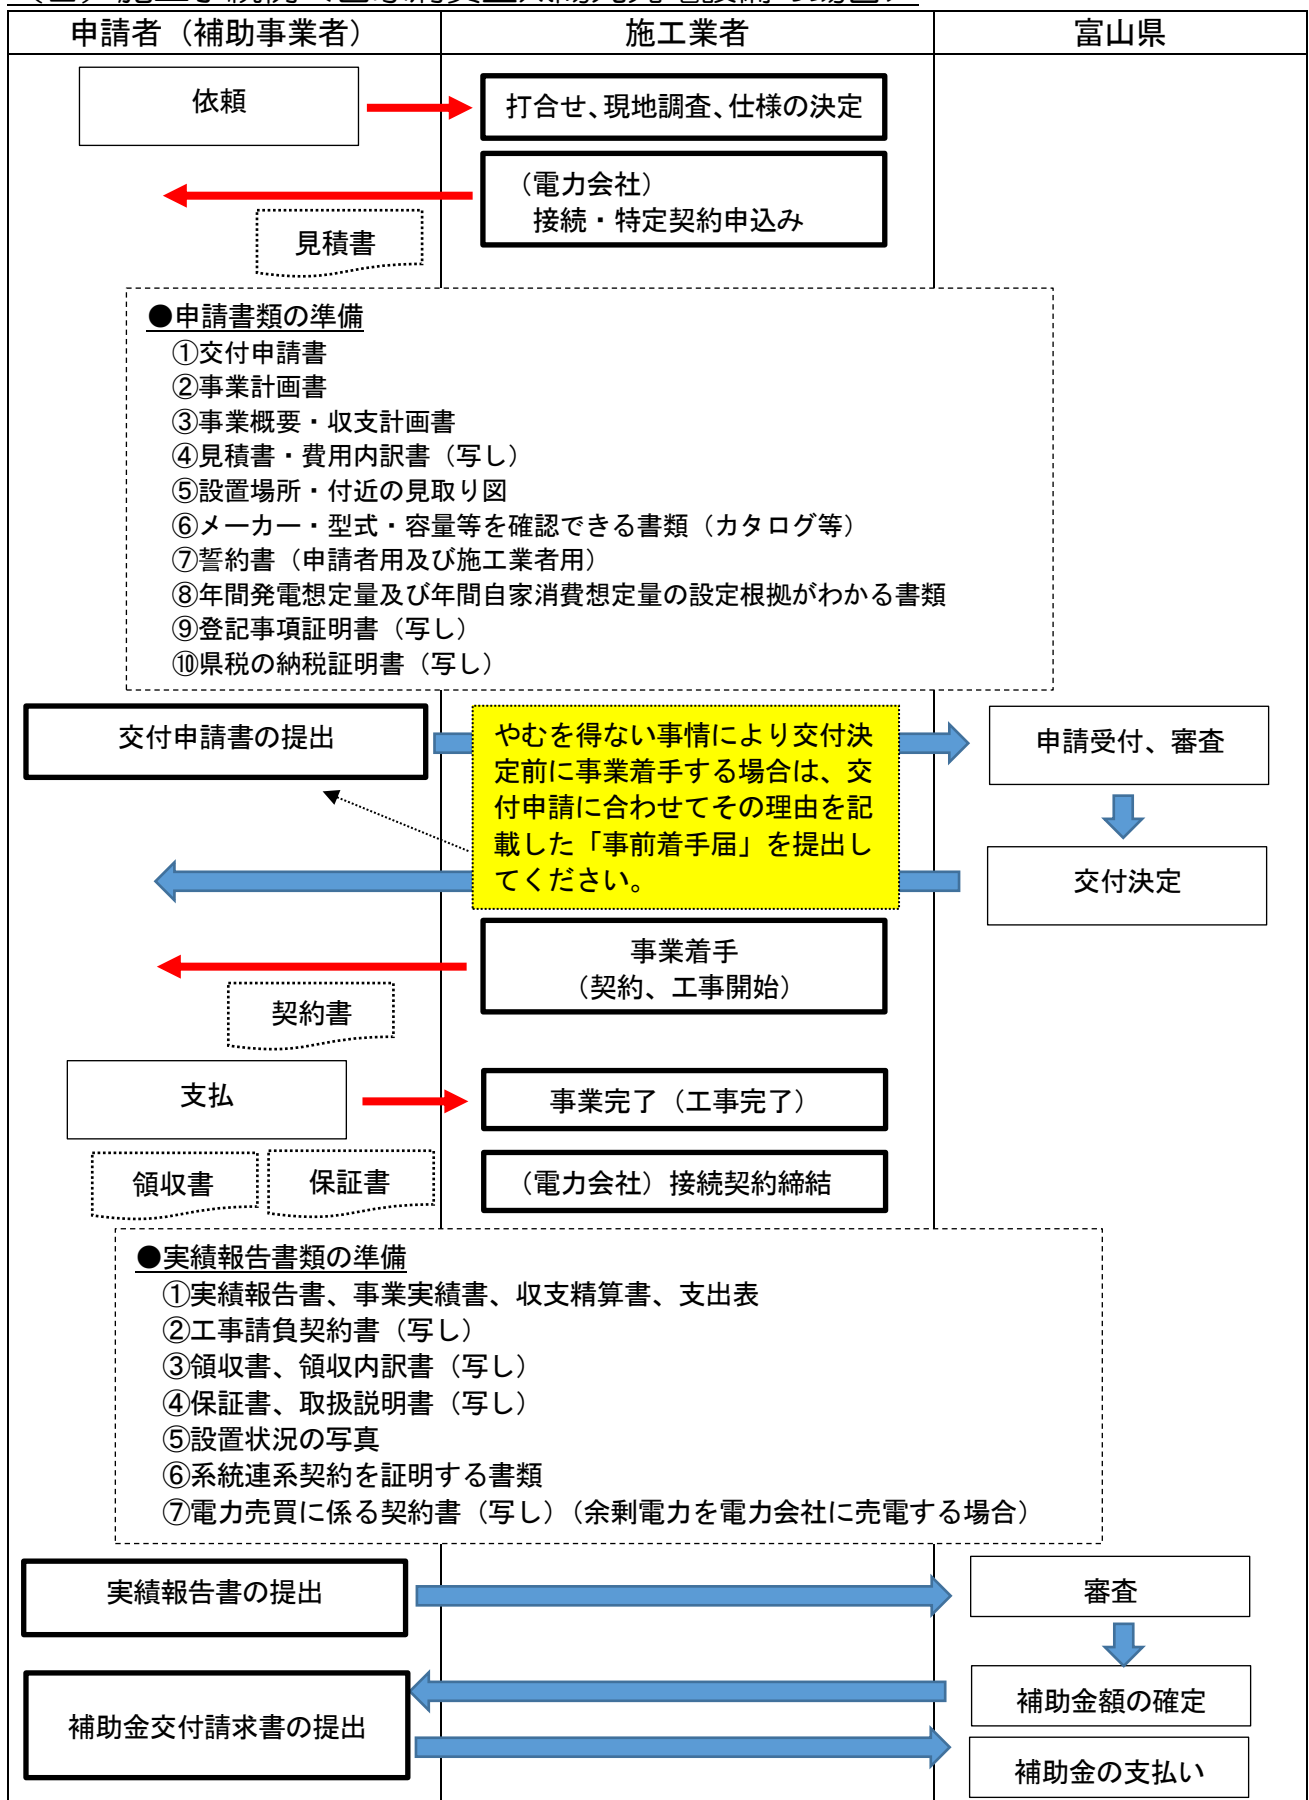 申請者（補助事業者）
施工業者
富山県
依頼
打合せ、現地調査、仕様の決定
（電力会社）
接続・特定契約申込み
見積書
●申請書類の準備
①交付申請書
②事業計画書
③事業概要・収支計画書
④見積書・費用内訳書（写し）
⑤設置場所・付近の見取り図
⑥メーカー・型式・容量等を確認できる書類（カタログ等）
⑦誓約書（申請者用及び施工業者用）
⑧年間発電想定量及び年間自家消費想定量の設定根拠がわかる書類
⑨登記事項証明書（写し）
⑩県税の納税証明書（写し）
交付申請書の提出
やむを得ない事情により交付決
定前に事業着手する場合は、交
付申請に合わせてその理由を記
載した「事前着手届」を提出し
てください。
申請受付、審査
交付決定
事業着手
（契約、工事開始）
契約書
支払
事業完了（工事完了）
領収書
保証書
（電力会社）接続契約締結
●実績報告書類の準備
①実績報告書、事業実績書、収支精算書、支出表
②工事請負契約書（写し）
③領収書、領収内訳書（写し）
④保証書、取扱説明書（写し）
⑤設置状況の写真
⑥系統連系契約を証明する書類
⑦電力売買に係る契約書（写し）（余剰電力を電力会社に売電する場合）
実績報告書の提出
審査
補助金額の確定
補助金交付請求書の提出
補助金の支払い